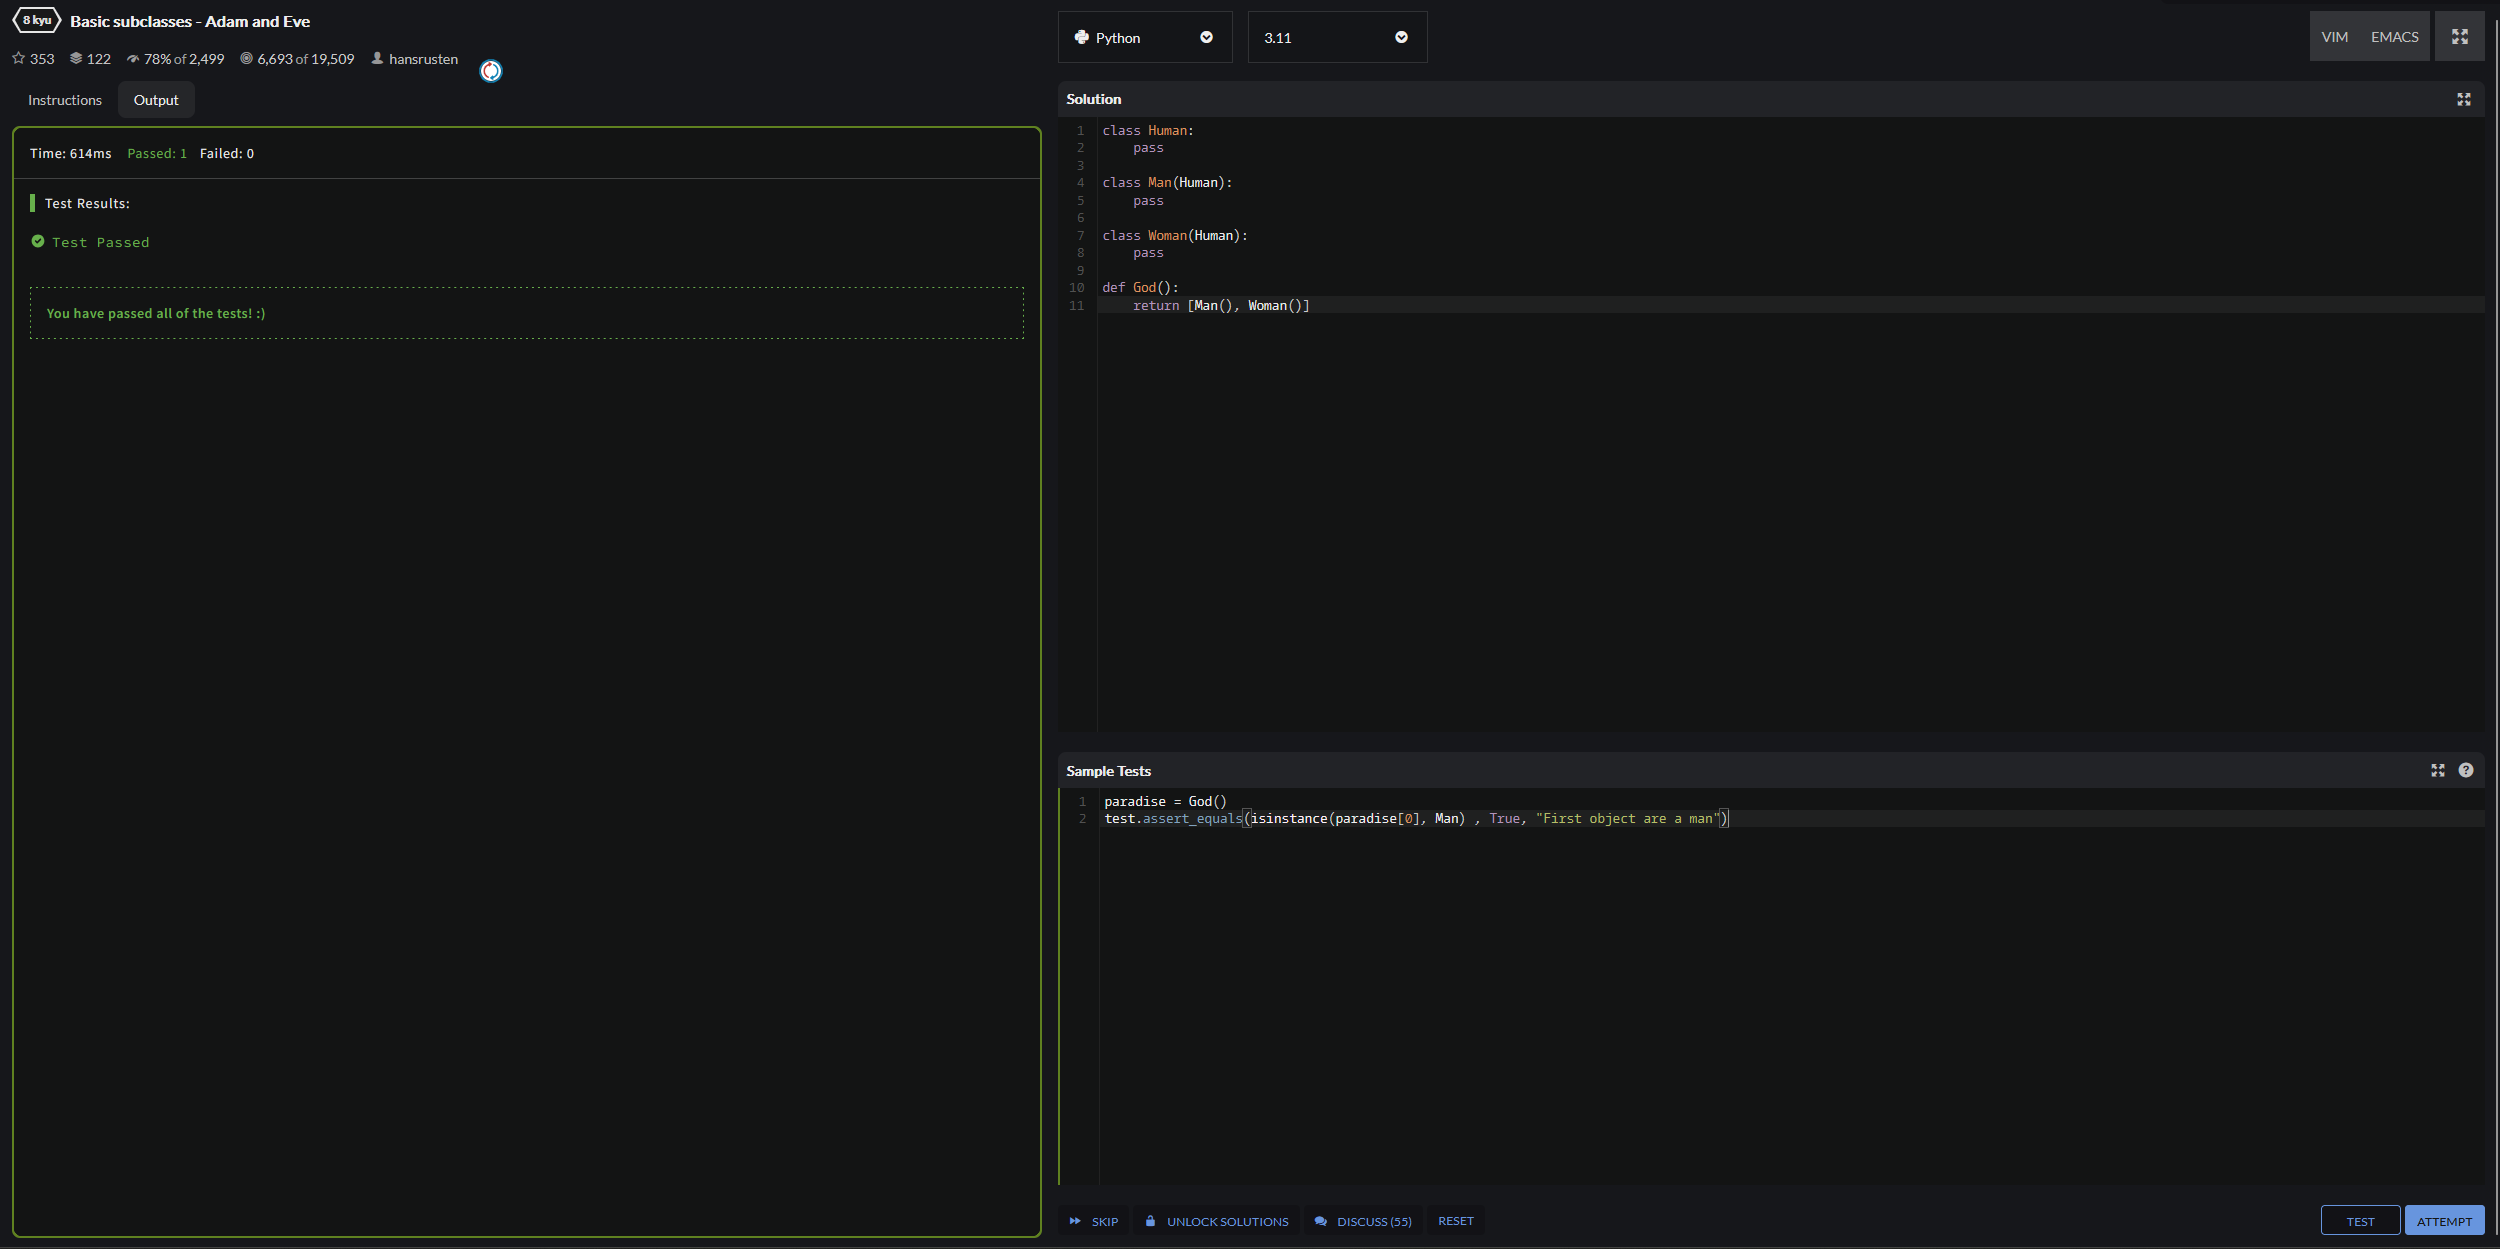 8 kyu Basic subclasses - Adam and Eve
353 122 78% of 2,499 6,693 of 19,509 hansrusten
Instructions Output
Time: 614ms Passed: 1 Failed: 0
Test Results:
Test Passed
You have passed all of the tests! :)
Python 3.11 VIM EMACS
Solution
1 class Human:
2     pass
3
4 class Man(Human):
5     pass
6
7 class Woman(Human):
8     pass
9
10 def God():
11     return [Man(), Woman()]
Sample Tests ?
1 paradise = God()
2 test.assert_equals(isinstance(paradise[0], Man) , True, "First object are a man")
SKIP UNLOCK SOLUTIONS DISCUSS (55) RESET TEST ATTEMPT